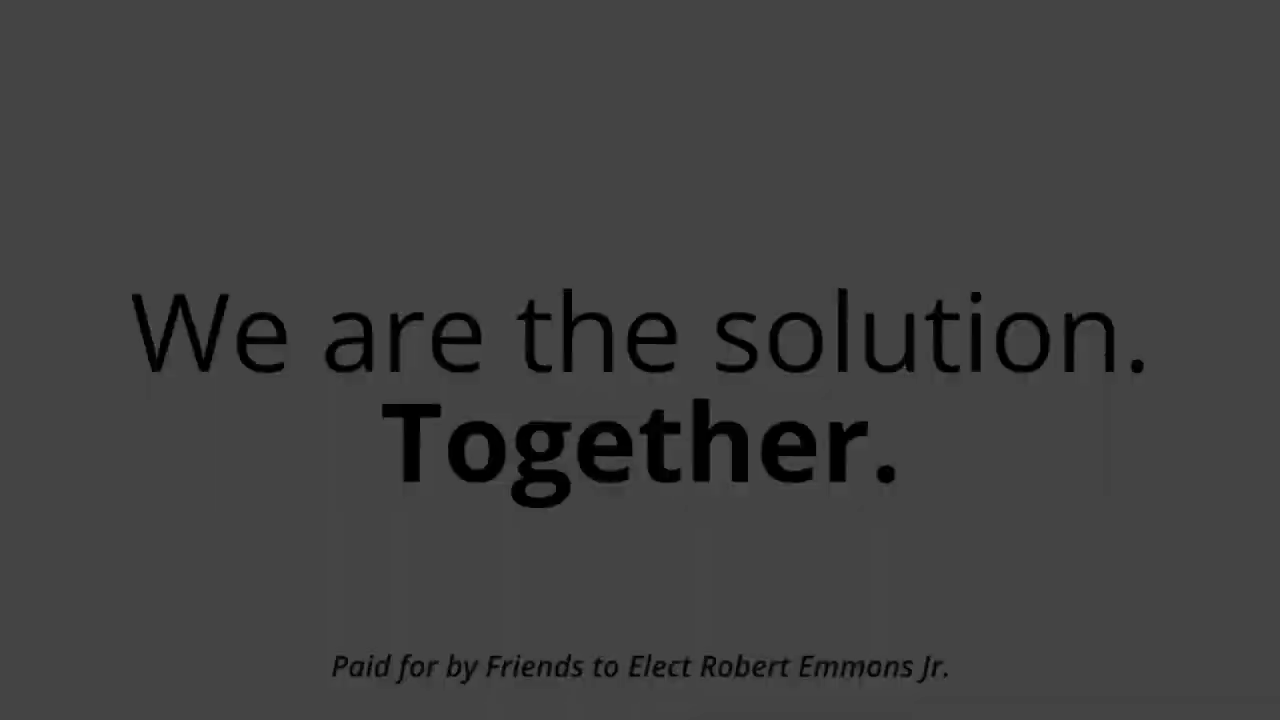 We are the solution.
Together.
Paid for by Friends to Elect Robert Emmons Jr.